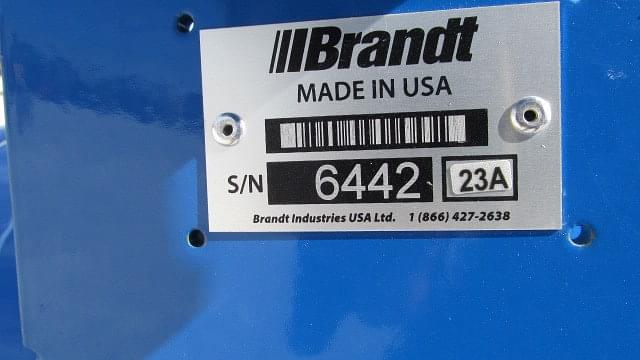 Brandt
MADE IN USA
S/N 6442 23A
Brandt Industries USA Ltd. 1 (866) 427-2638